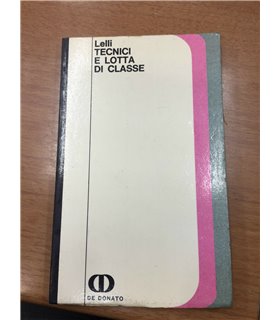 Lelli
TECNICI
E LOTTA
DI CLASSE
DE DONATO